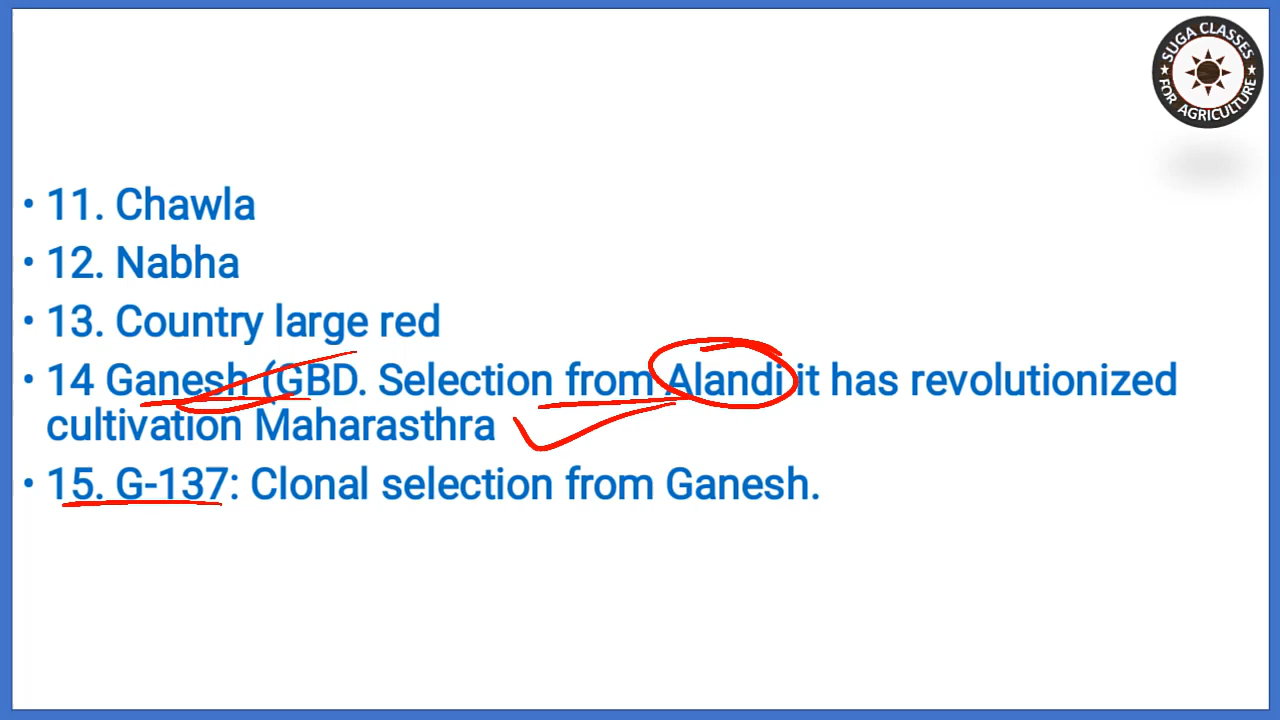 SUGA CLASSES
FOR AGRICULTURE
• 11. Chawla
• 12. Nabha
• 13. Country large red
• 14 Ganesh (GBD. Selection from Alandi it has revolutionized
cultivation Maharasthra
• 15. G-137: Clonal selection from Ganesh.